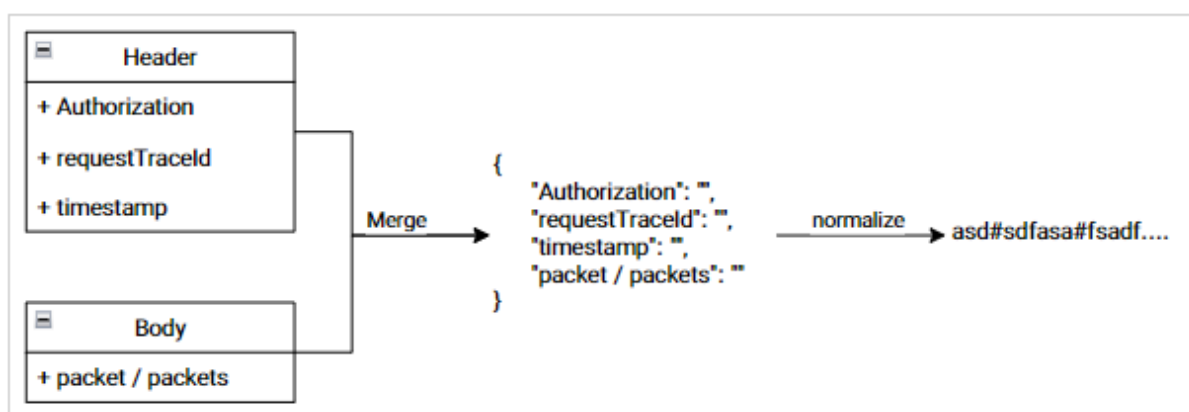 Header
+ Authorization
+ requestTraceId
+ timestamp
Merge
{
"Authorization": "",
"requestTraceId": "",
"timestamp": "",
"packet / packets": ""
}
normalize
asd#sdfasa#fsadf....
Body
+ packet / packets